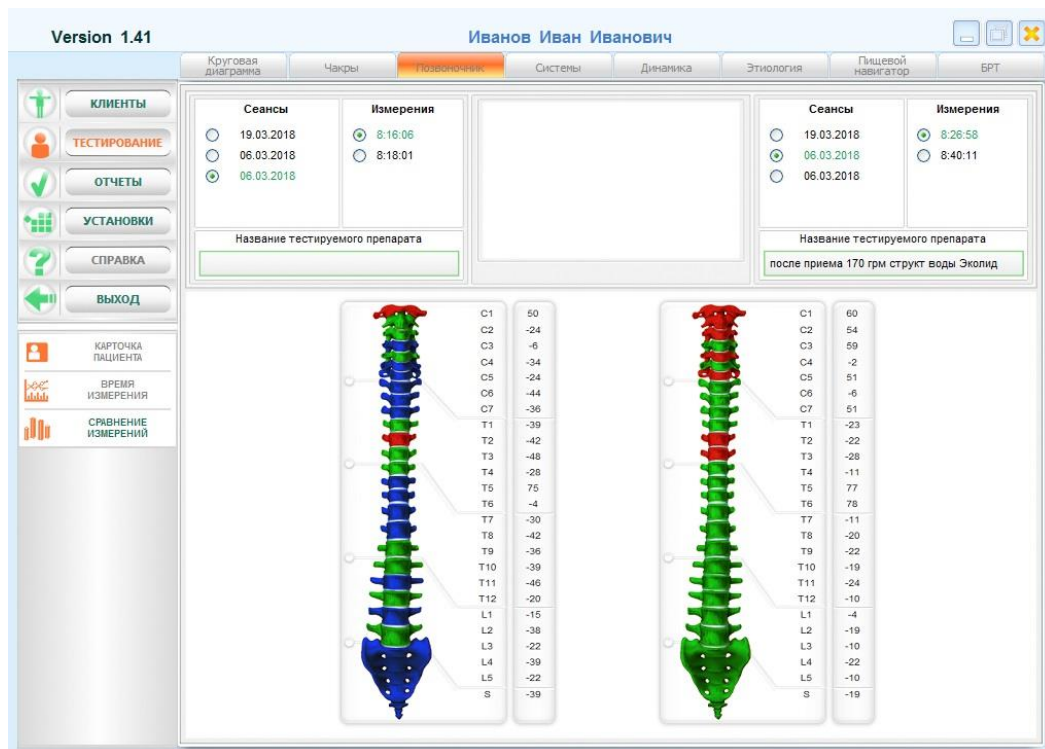 Version 1.41
Иванов Иван Иванович
Круговая диаграмма
Чакры
Позвоночник
Системы
Динамика
Этиология
Пищевой навигатор
БРТ
КЛИЕНТЫ
ТЕСТИРОВАНИЕ
ОТЧЕТЫ
УСТАНОВКИ
СПРАВКА
ВЫХОД
КАРТОЧКА
ПАЦИЕНТА
ВРЕМЯ
ИЗМЕРЕНИЯ
СРАВНЕНИЕ
ИЗМЕРЕНИЙ
Сеансы
19.03.2018
06.03.2018
06.03.2018
Измерения
8:16:06
8:18:01
Название тестируемого препарата
Сеансы
19.03.2018
06.03.2018
06.03.2018
Измерения
8:26:58
8:40:11
Название тестируемого препарата
после приема 170 грм структ воды Эколид
C1 50
C2 -24
C3 -6
C4 -34
C5 -24
C6 -44
C7 -36
T1 -39
T2 -42
T3 -48
T4 -28
T5 75
T6 -4
T7 -30
T8 -42
T9 -36
T10 -39
T11 -46
T12 -20
L1 -15
L2 -38
L3 -22
L4 -39
L5 -22
S -39
C1 60
C2 54
C3 59
C4 -2
C5 51
C6 -6
C7 51
T1 -23
T2 -22
T3 -28
T4 -11
T5 77
T6 78
T7 -11
T8 -20
T9 -22
T10 -19
T11 -24
T12 -10
L1 -4
L2 -19
L3 -10
L4 -22
L5 -10
S -19